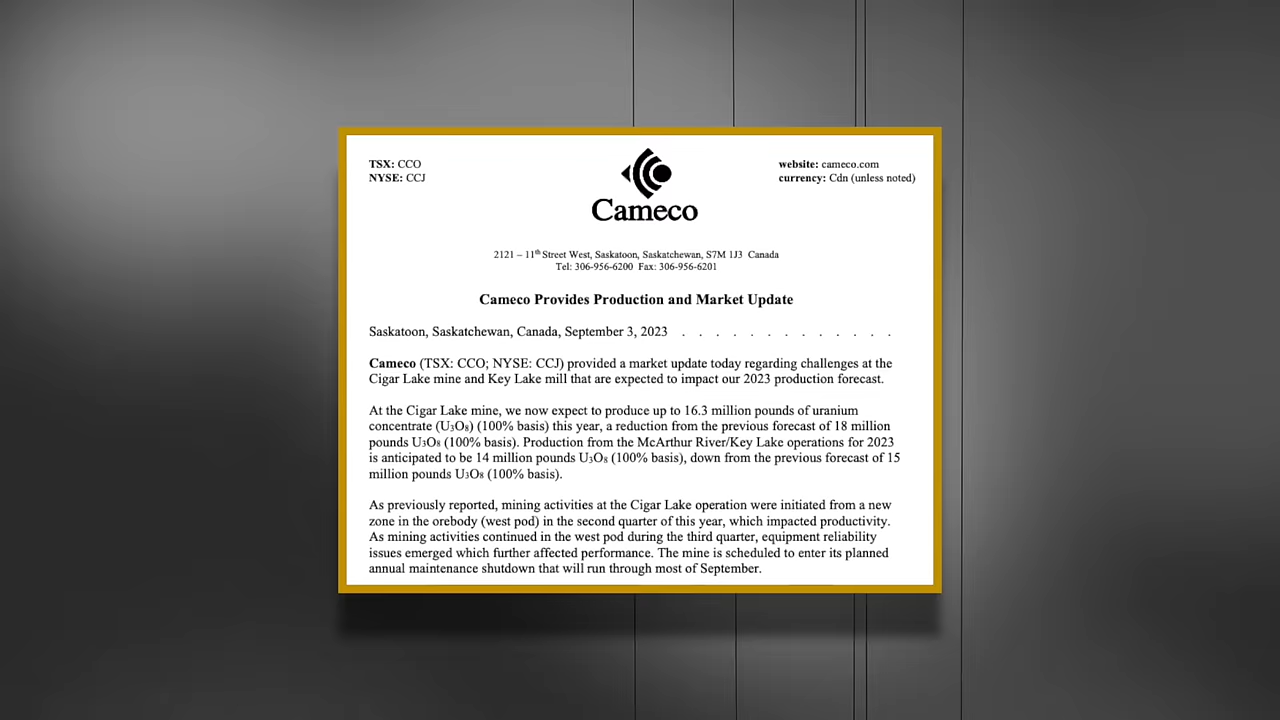 TSX: CCO
NYSE: CCJ
website: cameco.com
currency: Cdn (unless noted)
Cameco
2121 – 11th Street West, Saskatoon, Saskatchewan, S7M 1J3 Canada
Tel: 306-956-6200 Fax: 306-956-6201
Cameco Provides Production and Market Update
Saskatoon, Saskatchewan, Canada, September 3, 2023 . . . . . . . . . . .
Cameco (TSX: CCO; NYSE: CCJ) provided a market update today regarding challenges at the
Cigar Lake mine and Key Lake mill that are expected to impact our 2023 production forecast.
At the Cigar Lake mine, we now expect to produce up to 16.3 million pounds of uranium
concentrate (U₃O₈) (100% basis) this year, a reduction from the previous forecast of 18 million
pounds U₃O₈ (100% basis). Production from the McArthur River/Key Lake operations for 2023
is anticipated to be 14 million pounds U₃O₈ (100% basis), down from the previous forecast of 15
million pounds U₃O₈ (100% basis).
As previously reported, mining activities at the Cigar Lake operation were initiated from a new
zone in the orebody (west pod) in the second quarter of this year, which impacted productivity.
As mining activities continued in the west pod during the third quarter, equipment reliability
issues emerged which further affected performance. The mine is scheduled to enter its planned
annual maintenance shutdown that will run through most of September.